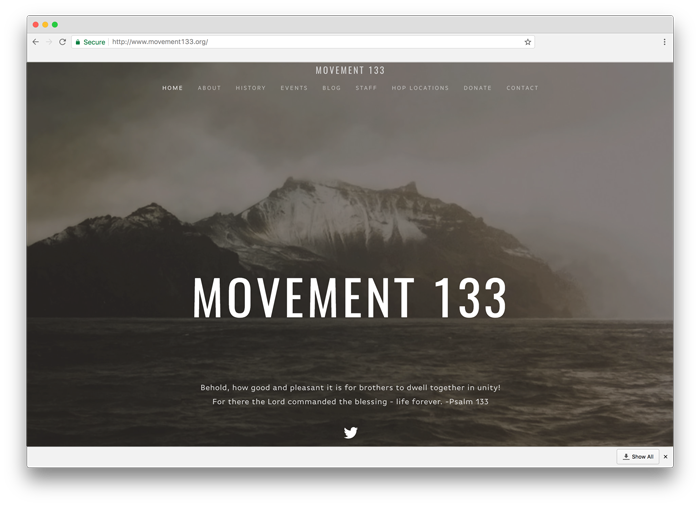 Secure http://www.movement133.org/
MOVEMENT 133
HOME ABOUT HISTORY EVENTS BLOG STAFF HOP LOCATIONS DONATE CONTACT
MOVEMENT 133
Behold, how good and pleasant it is for brothers to dwell together in unity!
For there the Lord commanded the blessing - life forever. -Psalm 133
Show All